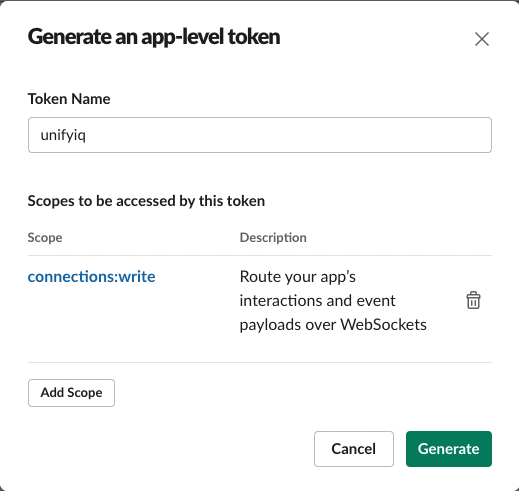 Generate an app-level token
Token Name
unifyiq
Scopes to be accessed by this token
Scope Description
connections:write Route your app’s
interactions and event
payloads over WebSockets
Add Scope
Cancel Generate